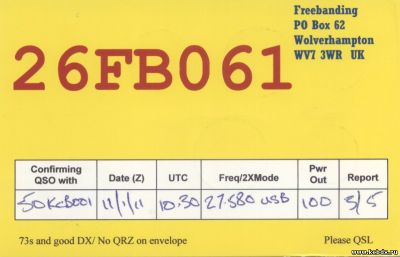 Freebanding
PO Box 62
Wolverhampton
WV7 3WR UK
26FB061
Confirming QSO with
Date (Z)
UTC
Freq/2XMode
Pwr Out
Report
50KCB001 11/1/11 10.30 27.580 USB 100 5/5
73s and good DX/ No QRZ on envelope
Please QSL
www.kcbdx.ru